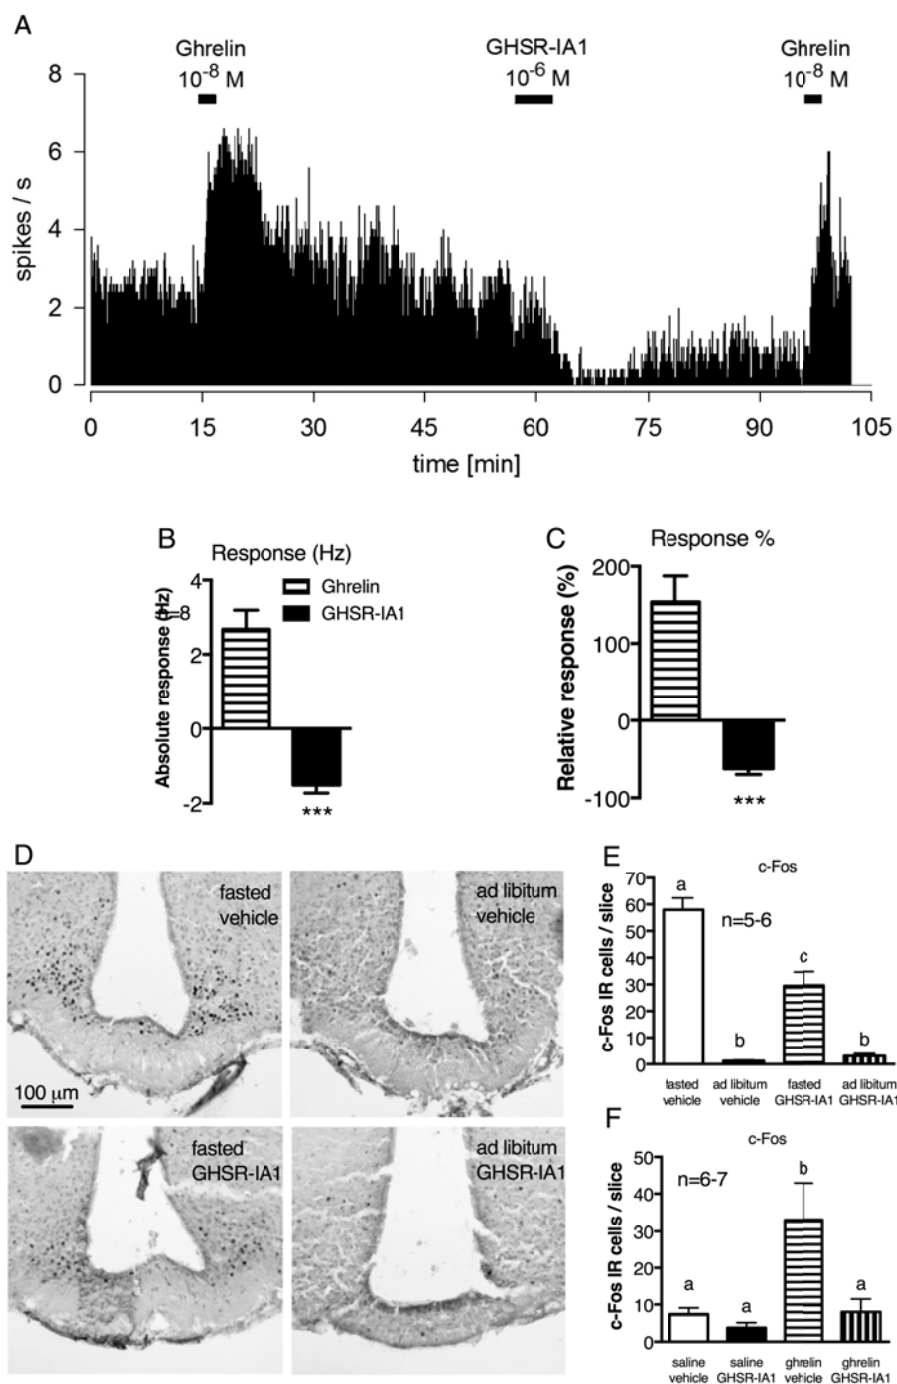 A
Ghrelin
10-8 M
GHSR-IA1
10-6 M
Ghrelin
10-8 M
8
6
4
2
0
spikes / s
0 15 30 45 60 75 90 105
time [min]
B
Response (Hz)
Ghrelin
GHSR-IA1
n=8
Absolute response (Hz)
4
2
0
-2
***
C
Response %
Relative response (%)
200
100
0
-100
***
D
fasted
vehicle
100 µm
ad libitum
vehicle
fasted
GHSR-IA1
ad libitum
GHSR-IA1
E
c-Fos
c-Fos IR cells / slice
70
60
50
40
30
20
10
0
n=5-6
a
b
c
b
fasted
vehicle
ad libitum
vehicle
fasted
GHSR-IA1
ad libitum
GHSR-IA1
F
c-Fos
c-Fos IR cells / slice
50
40
30
20
10
0
n=6-7
a
a
b
a
saline
vehicle
saline
GHSR-IA1
ghrelin
vehicle
ghrelin
GHSR-IA1